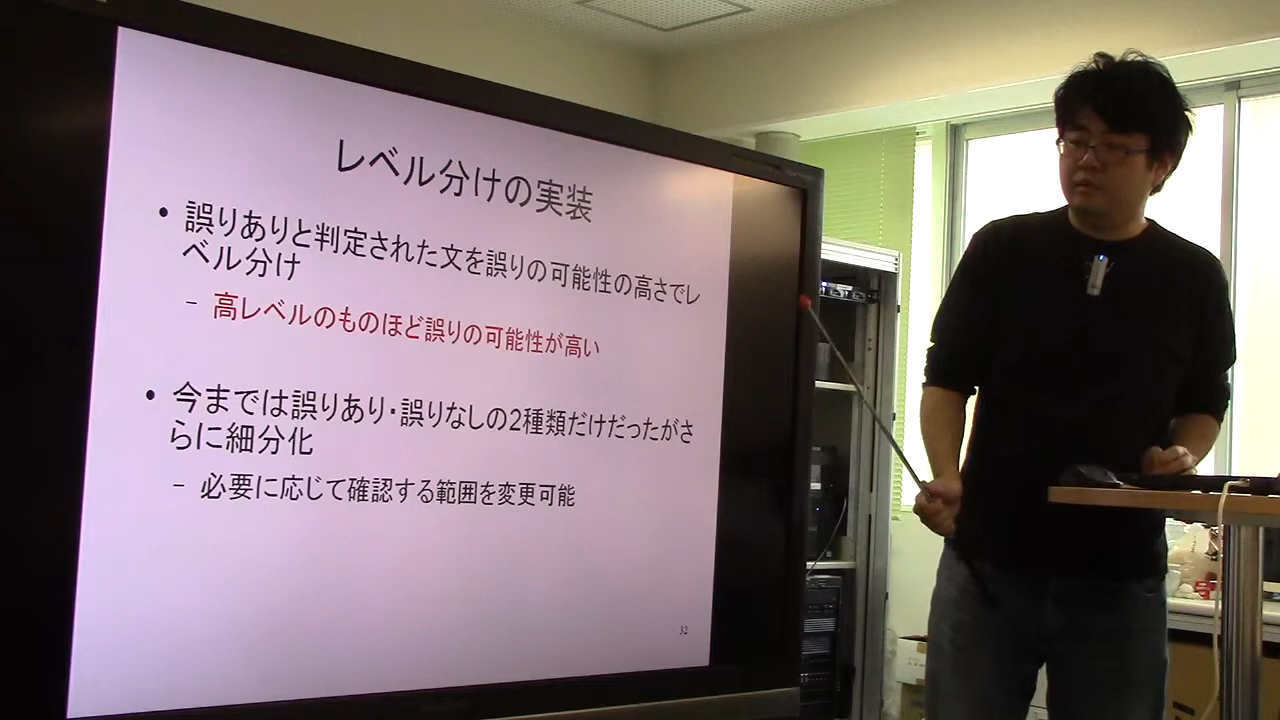 レベル分けの実装
• 誤りありと判定された文を誤りの可能性の高さでレ
ベル分け
– 高レベルのものほど誤りの可能性が高い
• 今までは誤りあり・誤りなしの2種類だけだったがさ
らに細分化
– 必要に応じて確認する範囲を変更可能
32